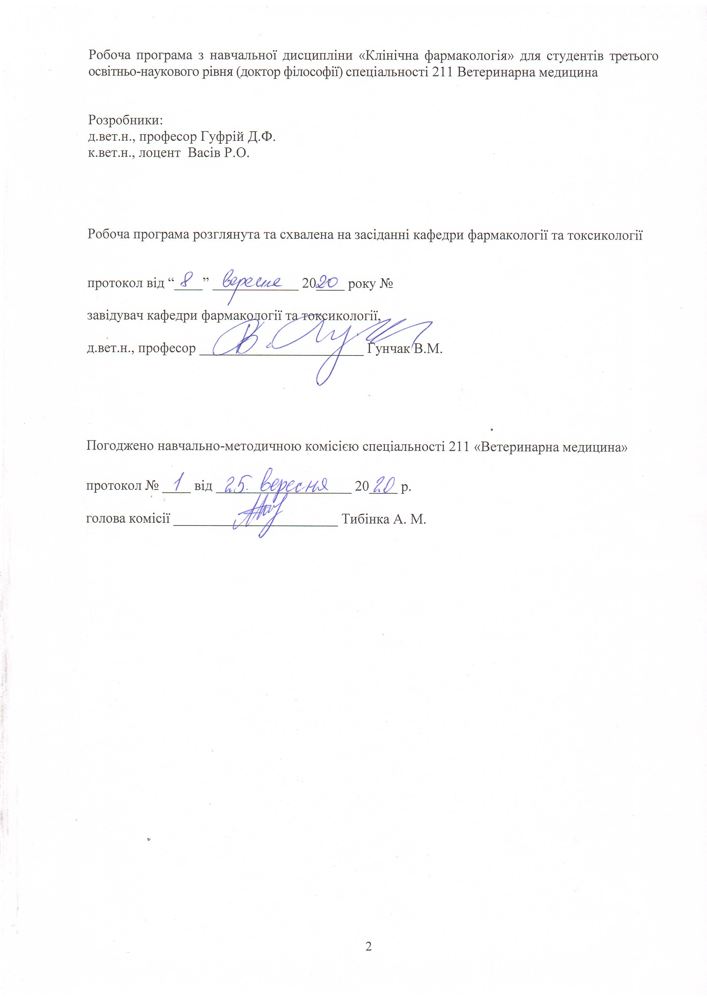 Робоча програма з навчальної дисципліни «Клінічна фармакологія» для студентів третього
освітньо-наукового рівня (доктор філософії) спеціальності 211 Ветеринарна медицина
Розробники:
д.вет.н., професор Гуфрій Д.Ф.
к.вет.н., лоцент Васів Р.О.
Робоча програма розглянута та схвалена на засіданні кафедри фармакології та токсикології
протокол від “ 8 ” вересня 2020 року №
завідувач кафедри фармакології та токсикології,
д.вет.н., професор Гунчак В.М.
Погоджено навчально-методичною комісією спеціальності 211 «Ветеринарна медицина»
протокол № 1 від 25. вересня 2020 р.
голова комісії Тибінка А. М.
2